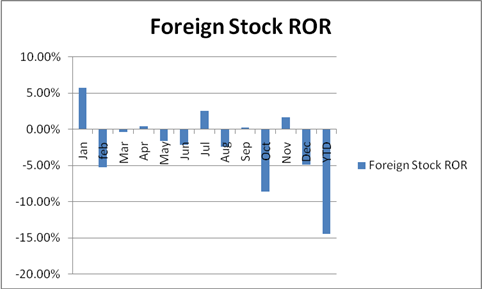 Foreign Stock ROR
10.00%
5.00%
0.00%
-5.00%
-10.00%
-15.00%
-20.00%
Jan feb Mar Apr May Jun Jul Aug Sep Oct Nov Dec YTD
Foreign Stock ROR